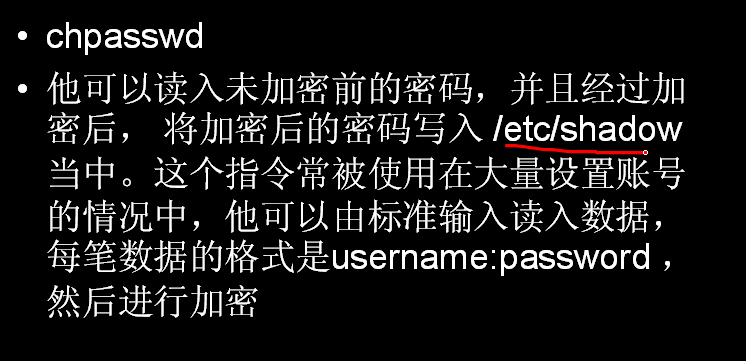 • chpasswd
• 他可以读入未加密前的密码，并且经过加
密后， 将加密后的密码写入 /etc/shadow
当中。这个指令常被使用在大量设置账号
的情况中，他可以由标准输入读入数据，
每笔数据的格式是username:password ，
然后进行加密